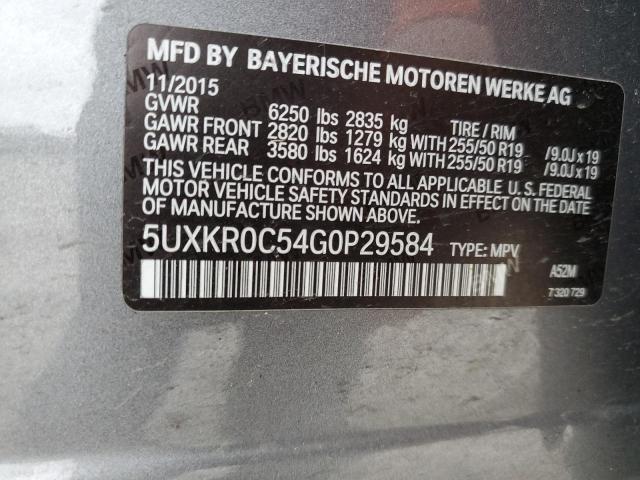 MFD BY BAYERISCHE MOTOREN WERKE AG
11/2015
GVWR 6250 lbs 2835 kg TIRE / RIM
GAWR FRONT 2820 lbs 1279 kg WITH 255/50 R19 /9.0J x 19
GAWR REAR 3580 lbs 1624 kg WITH 255/50 R19 /9.0J x 19
THIS VEHICLE CONFORMS TO ALL APPLICABLE U. S. FEDERAL
MOTOR VEHICLE SAFETY STANDARDS IN EFFECT ON THE
DATE OF MANUFACTURE SHOWN ABOVE.
5UXKR0C54G0P29584 TYPE: MPV
A52M
7 320 729